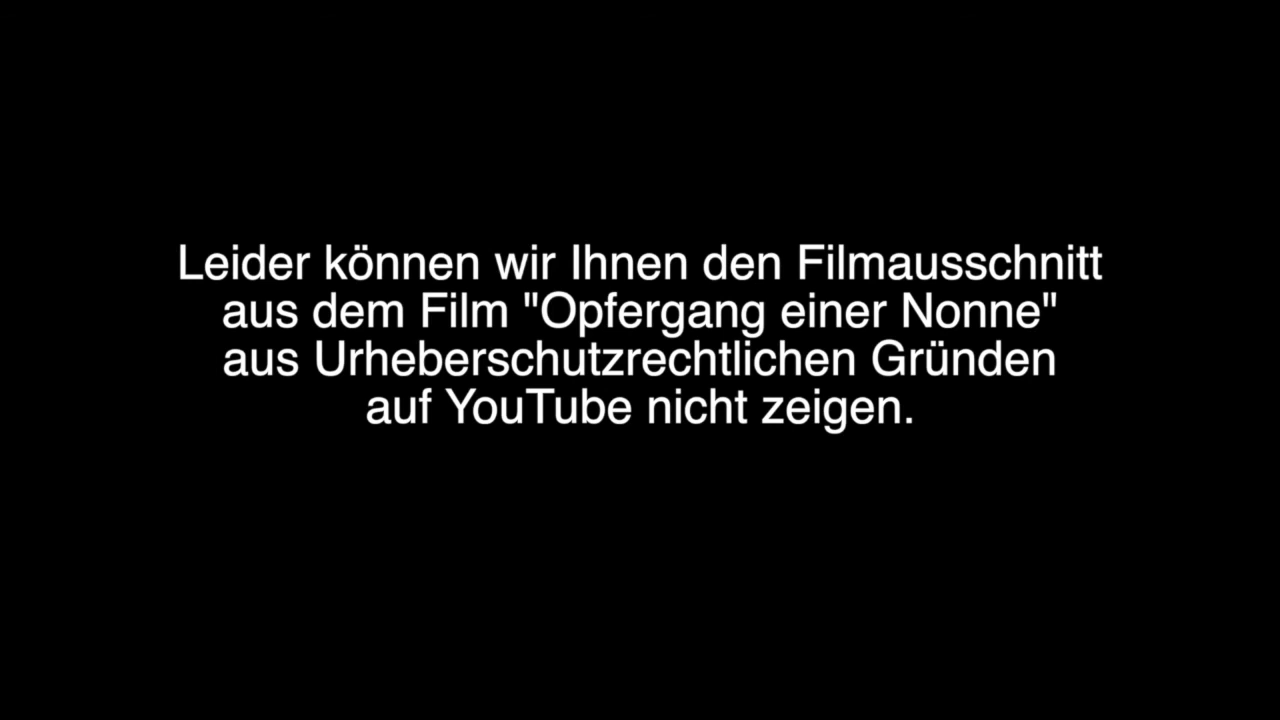 Leider können wir Ihnen den Filmausschnitt
aus dem Film "Opfergang einer Nonne"
aus Urheberschutzrechtlichen Gründen
auf YouTube nicht zeigen.